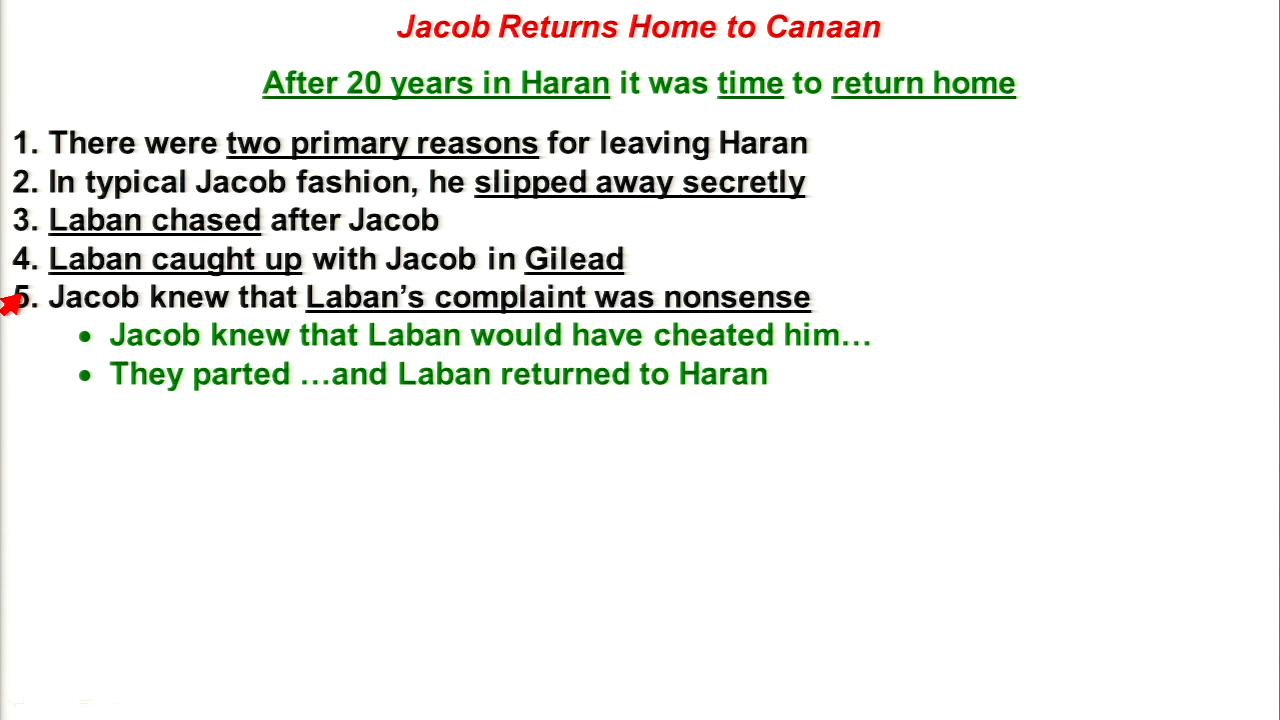 Jacob Returns Home to Canaan
After 20 years in Haran it was time to return home
1. There were two primary reasons for leaving Haran
2. In typical Jacob fashion, he slipped away secretly
3. Laban chased after Jacob
4. Laban caught up with Jacob in Gilead
5. Jacob knew that Laban’s complaint was nonsense
• Jacob knew that Laban would have cheated him…
• They parted …and Laban returned to Haran